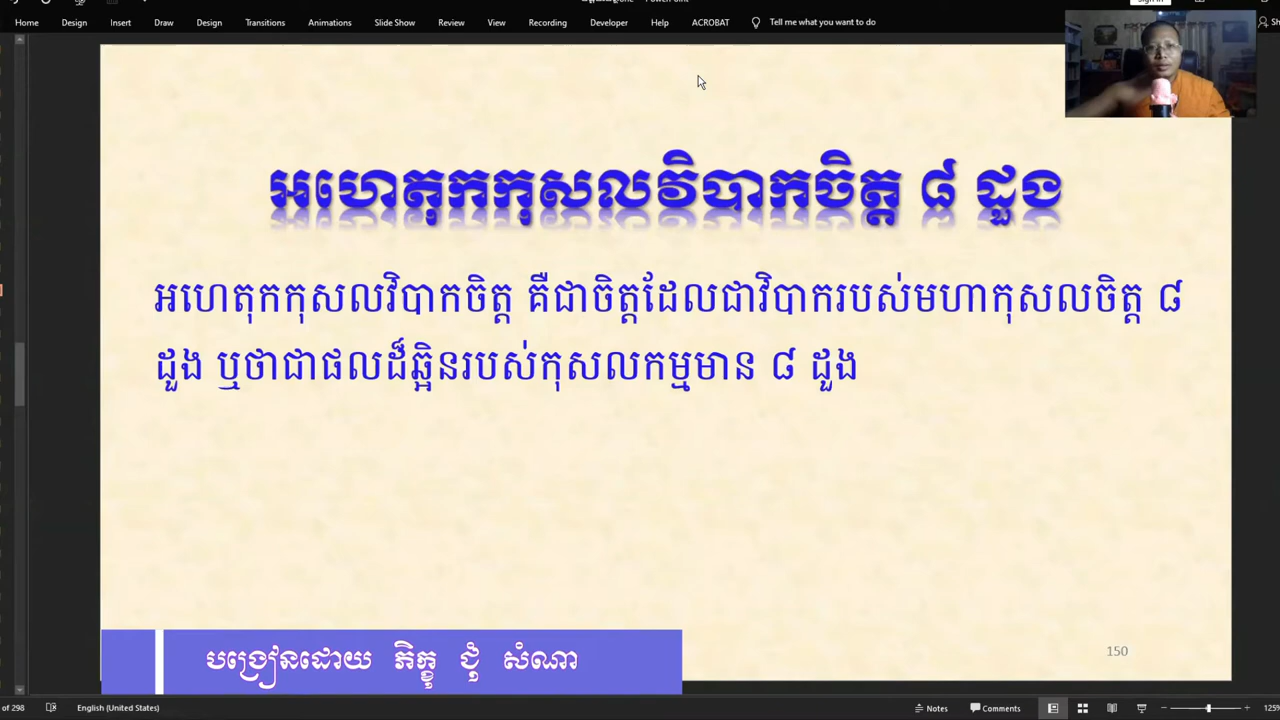 Home Design Insert Draw Design Transitions Animations Slide Show Review View Recording Developer Help ACROBAT Tell me what you want to do
អហេតុកកុសលវិបាកចិត្ត ៨ ដួង
អហេតុកកុសលវិបាកចិត្ត គឺជាចិត្តដែលជាវិបាករបស់មហាកុសលចិត្ត ៨
ដួង ឬថាជាផលដ៏ឆ្អិនរបស់កុសលកម្មមាន ៨ ដួង
បង្រៀនដោយ ភិក្ខុ ជុំ សំណា
150
of 298 English (United States) Notes Comments 125%